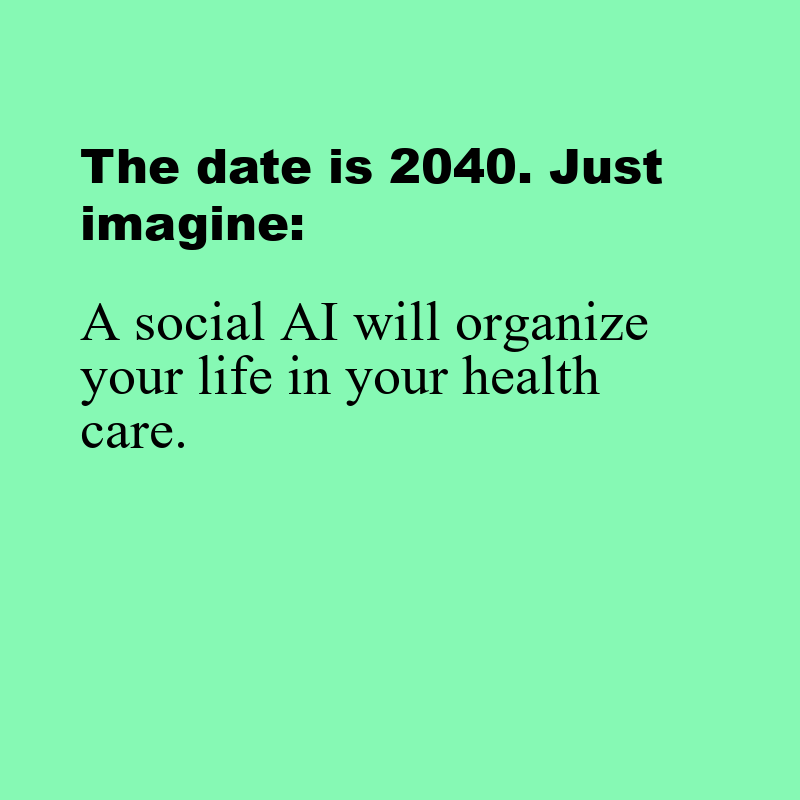 The date is 2040. Just
imagine:
A social AI will organize
your life in your health
care.